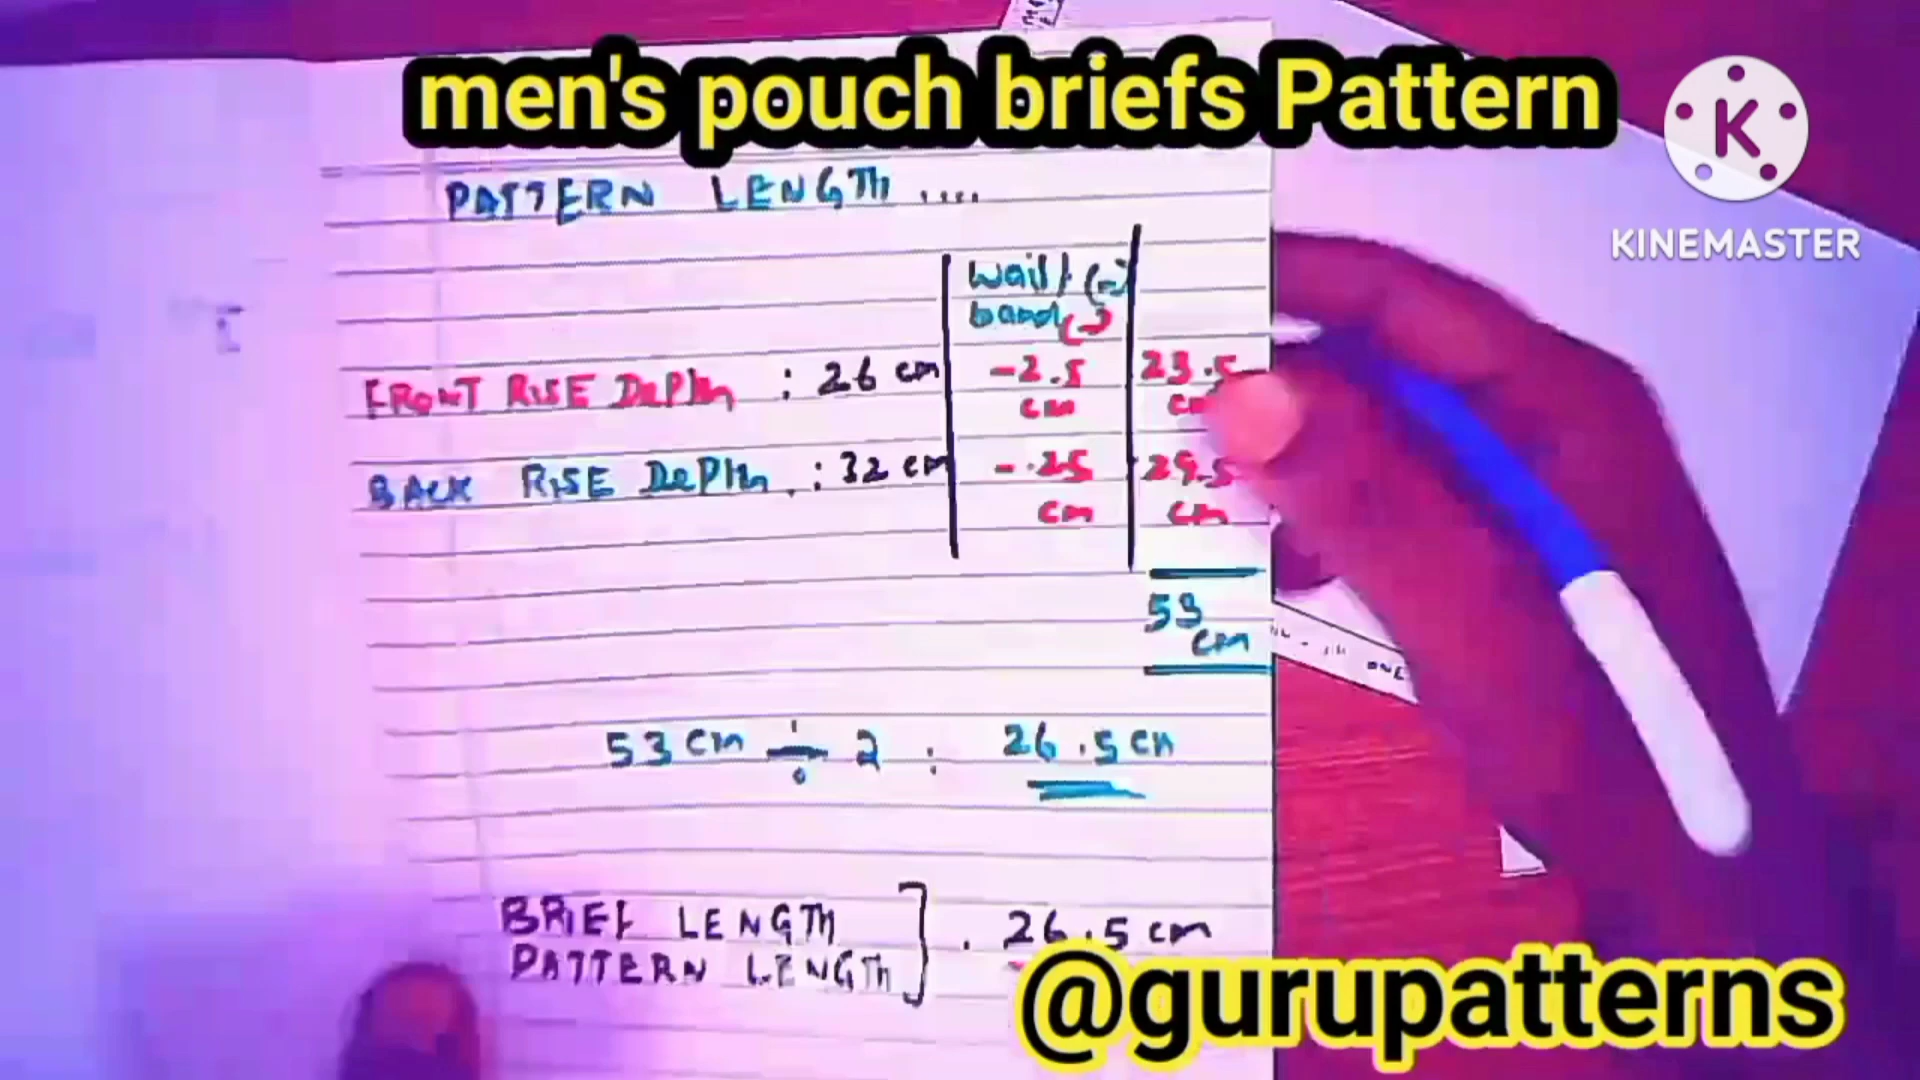 men's pouch briefs Pattern
KINEMASTER
PATTERN LENGTH ....
waist (-)
band (-)
FRONT RISE DePth : 26 cm -2.5 cm 23.5 cm
BACK RISE DePth. : 32 cm -.25 cm 29.5 cm
53 cm
53 cm ÷ 2 : 26.5 cm
BRIEF LENGTH
PATTERN LENGTH ] . 26.5 cm
@gurupatterns